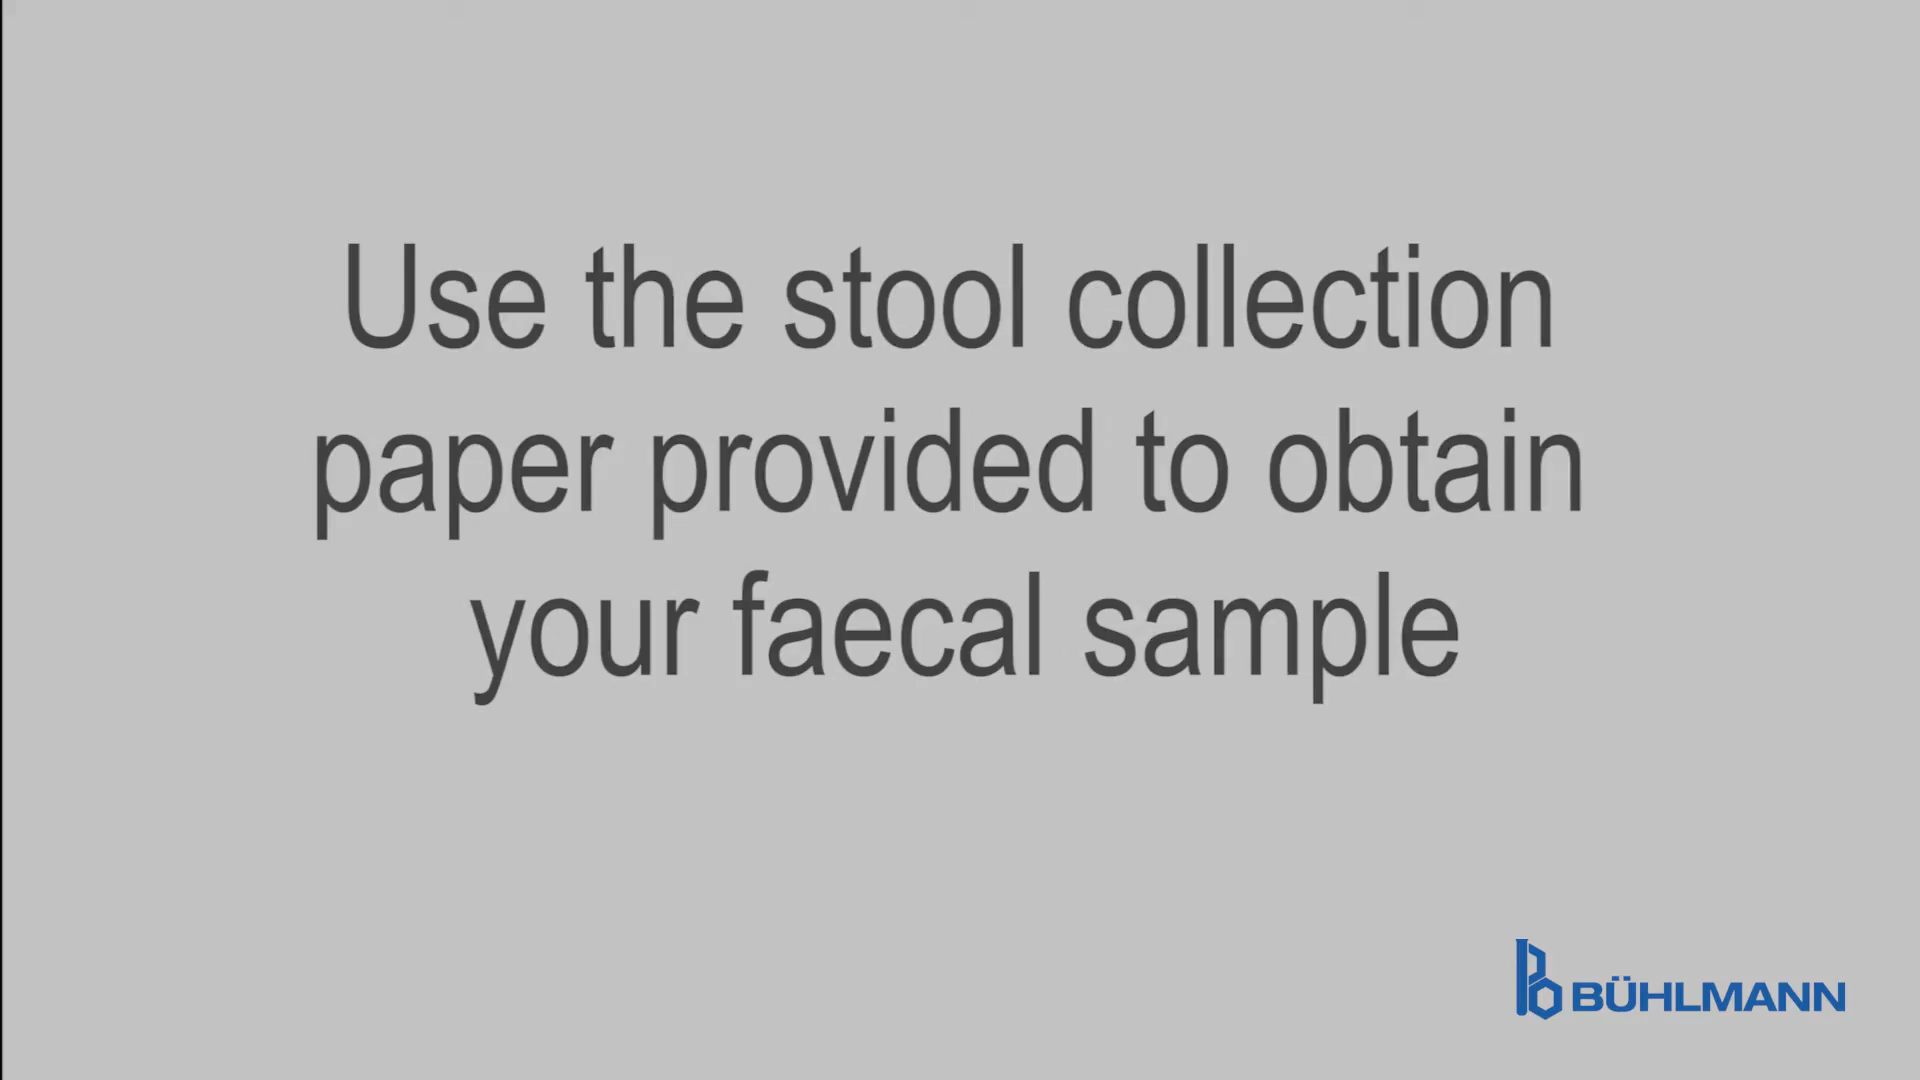 Use the stool collection
paper provided to obtain
your faecal sample
BÜHLMANN